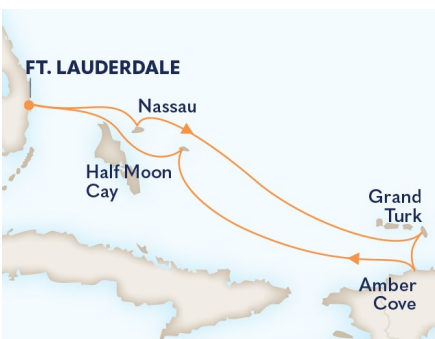 FT. LAUDERDALE
Nassau
Half Moon
Cay
Grand
Turk
Amber
Cove